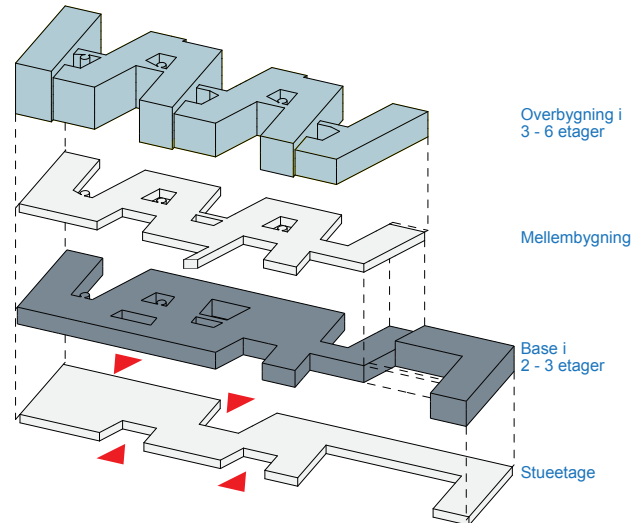 Overbygning i
3 - 6 etager
Mellembygning
Base i
2 - 3 etager
Stueetage